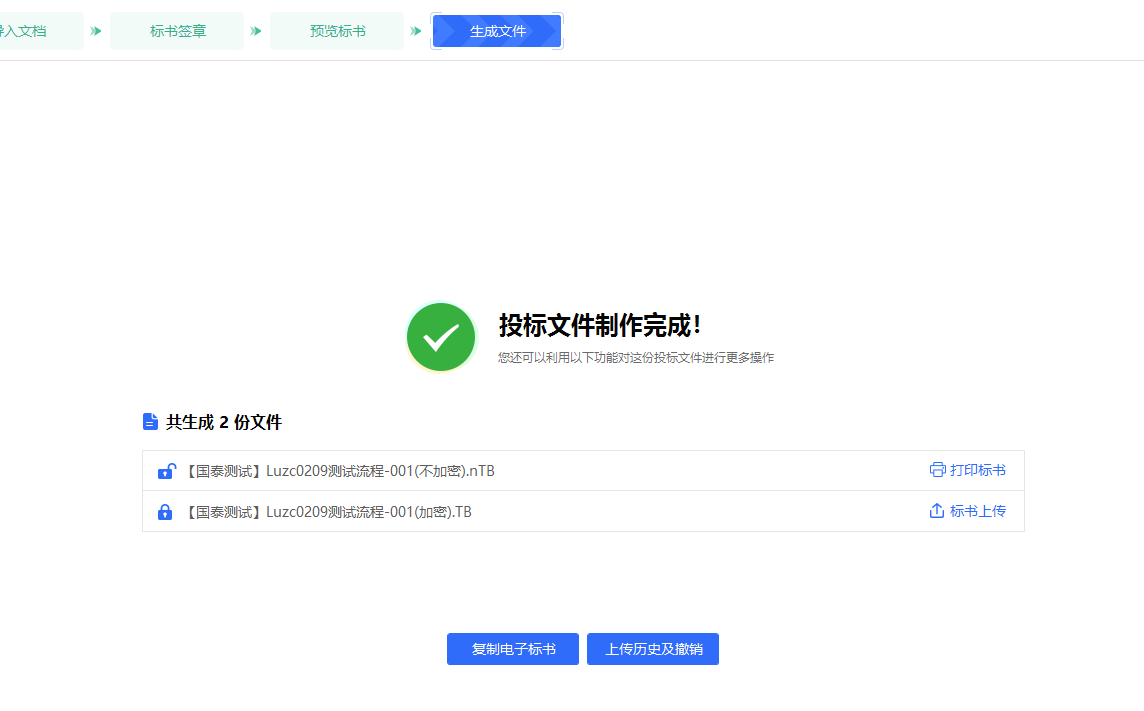 导入文档
标书签章
预览标书
生成文件
投标文件制作完成!
您还可以利用以下功能对这份投标文件进行更多操作
共生成 2 份文件
【国泰测试】Luzc0209测试流程-001(不加密).nTB
打印标书
【国泰测试】Luzc0209测试流程-001(加密).TB
标书上传
复制电子标书
上传历史及撤销